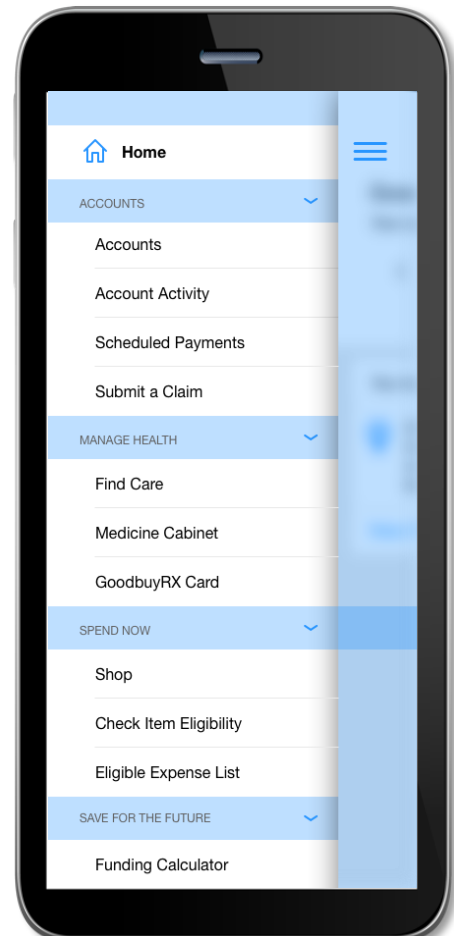 Home
ACCOUNTS
Accounts
Account Activity
Scheduled Payments
Submit a Claim
MANAGE HEALTH
Find Care
Medicine Cabinet
GoodbuyRX Card
SPEND NOW
Shop
Check Item Eligibility
Eligible Expense List
SAVE FOR THE FUTURE
Funding Calculator